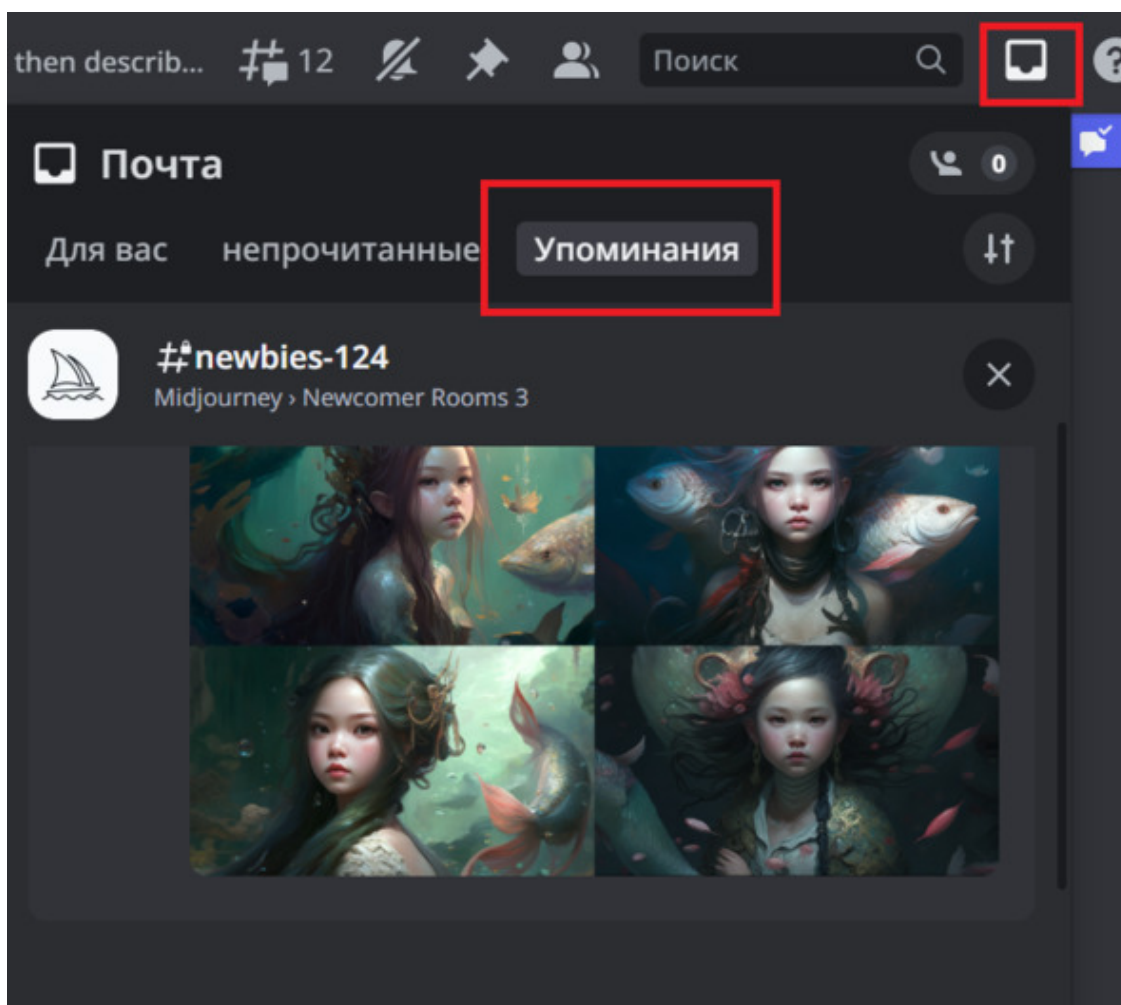 then describ... 12 Поиск
Почта 0
Для вас непрочитанные Упоминания
newbies-124
Midjourney › Newcomer Rooms 3